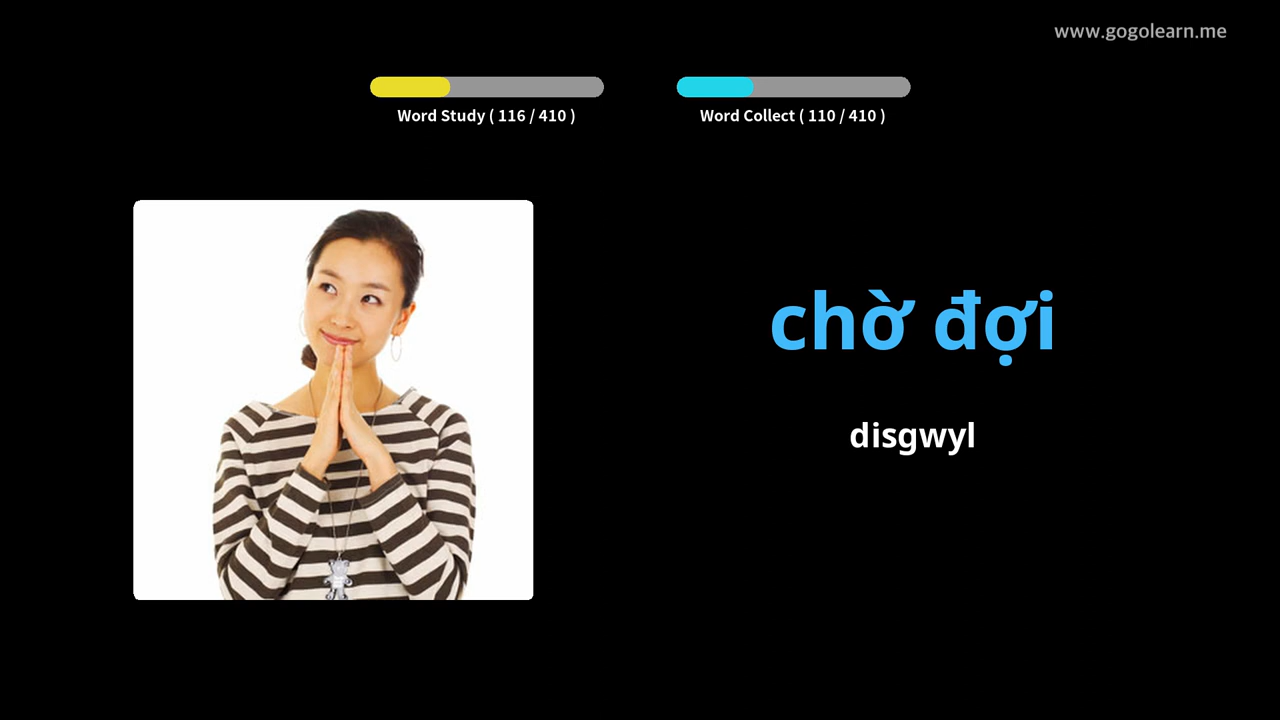 www.gogolearn.me
Word Study ( 116 / 410 )
Word Collect ( 110 / 410 )
chờ đợi
disgwyl